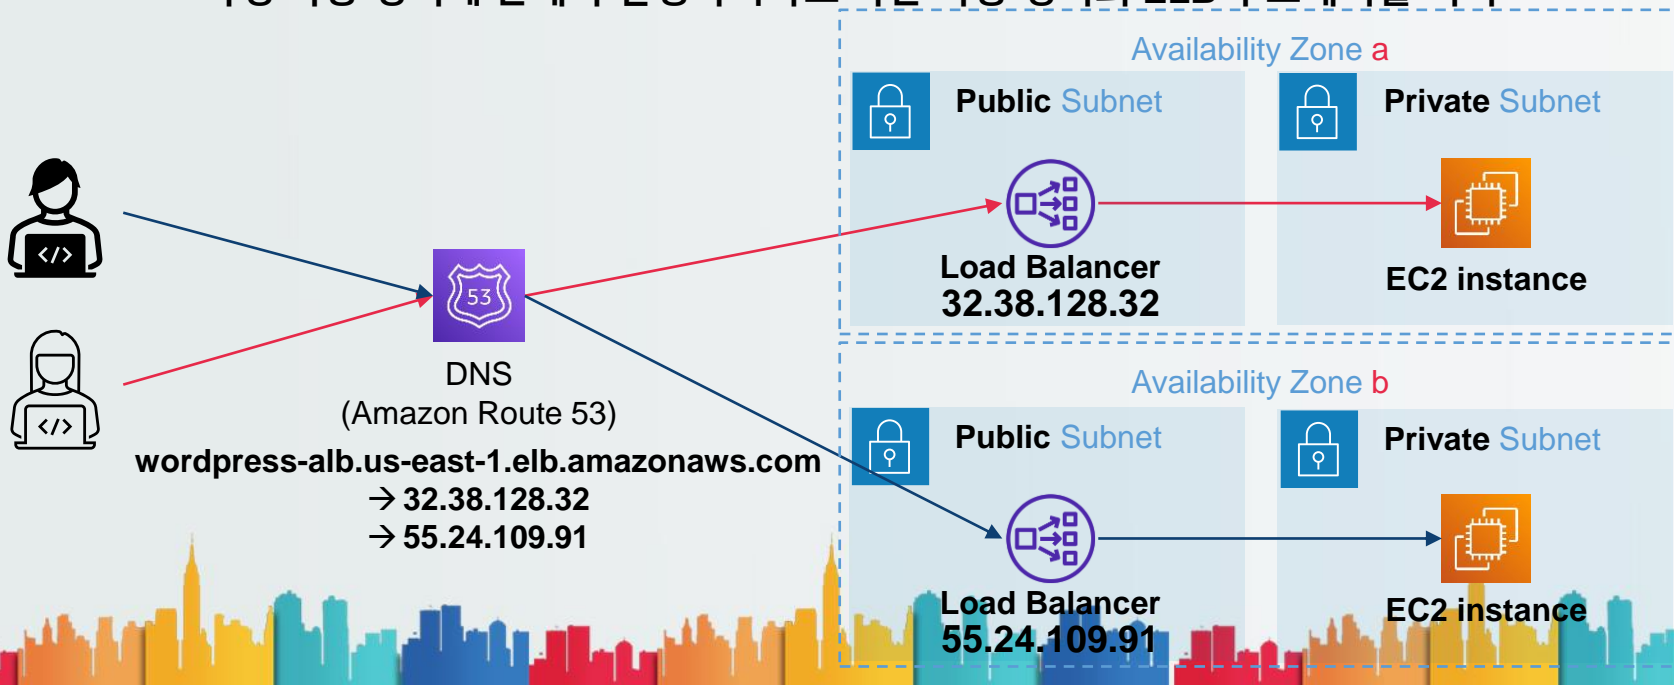 Availability Zone a
Public Subnet
Private Subnet
</>
53
Load Balancer
32.38.128.32
EC2 instance
DNS
(Amazon Route 53)
wordpress-alb.us-east-1.elb.amazonaws.com
→ 32.38.128.32
→ 55.24.109.91
</>
Availability Zone b
Public Subnet
Private Subnet
Load Balancer
55.24.109.91
EC2 instance